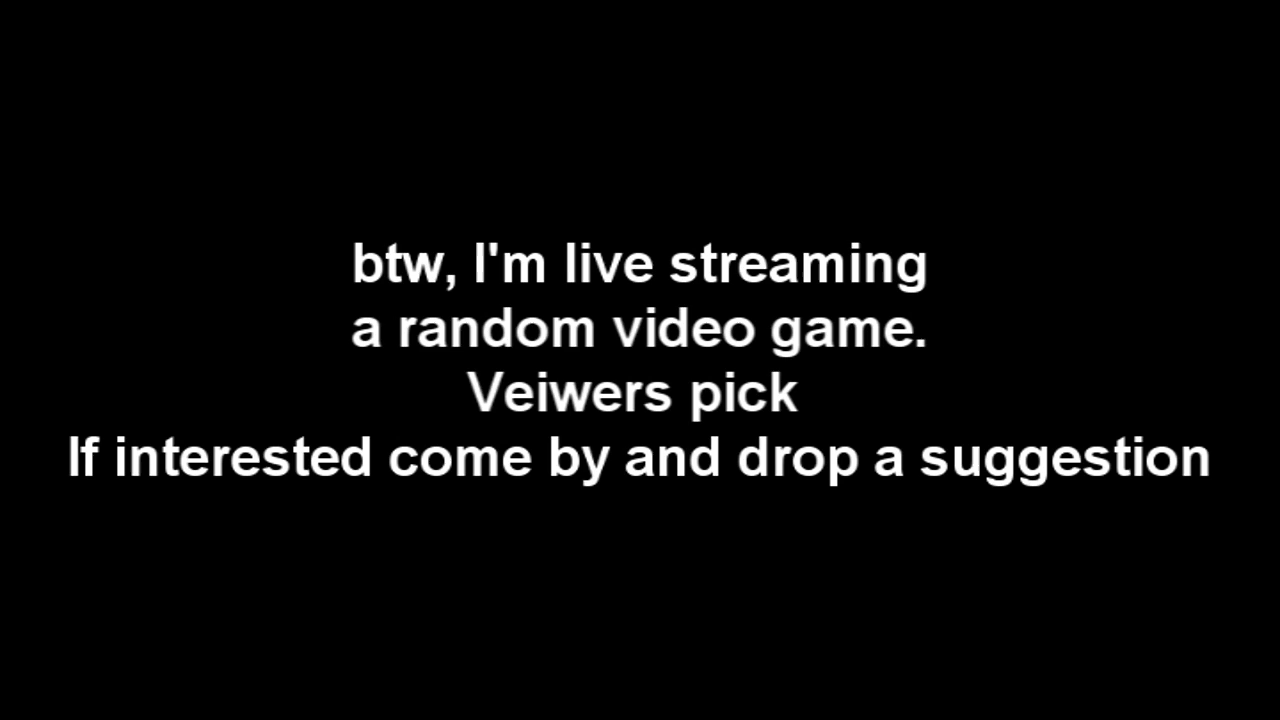 btw, I'm live streaming
a random video game.
Veiwers pick
If interested come by and drop a suggestion